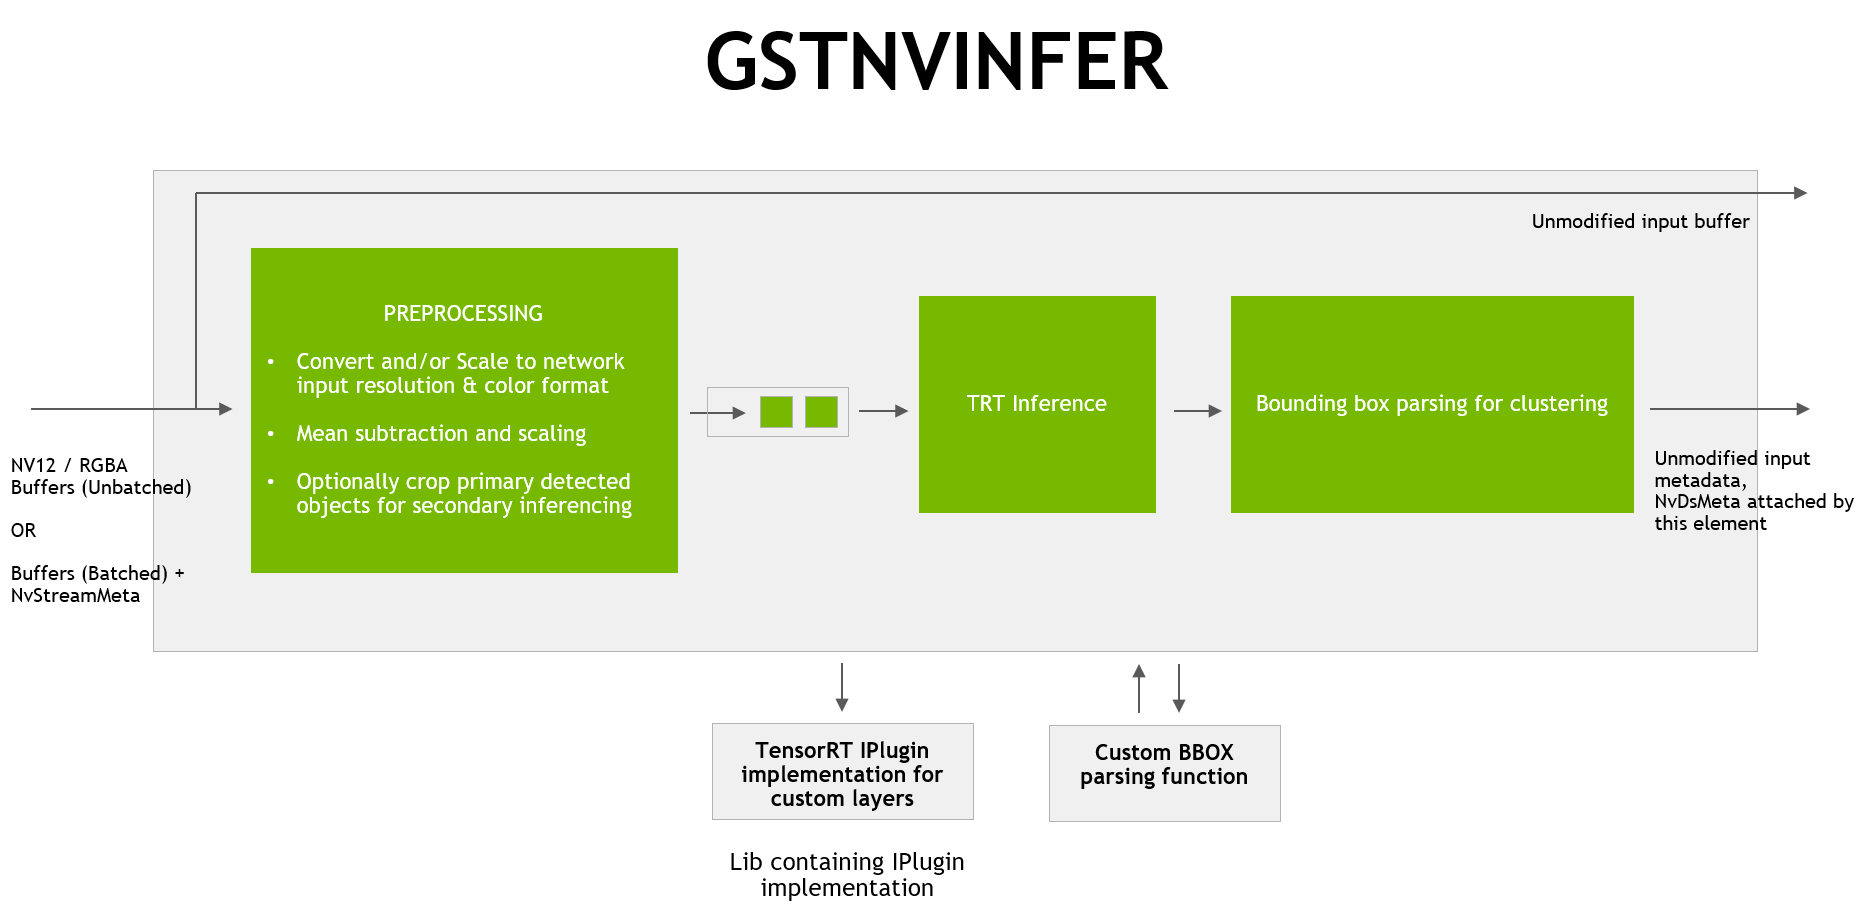 GSTNVINFER
Unmodified input buffer
PREPROCESSING
• Convert and/or Scale to network
input resolution & color format
• Mean subtraction and scaling
• Optionally crop primary detected
objects for secondary inferencing
TRT Inference
Bounding box parsing for clustering
NV12 / RGBA
Buffers (Unbatched)
OR
Buffers (Batched) +
NvStreamMeta
Unmodified input
metadata,
NvDsMeta attached by
this element
TensorRT IPlugin
implementation for
custom layers
Custom BBOX
parsing function
Lib containing IPlugin
implementation